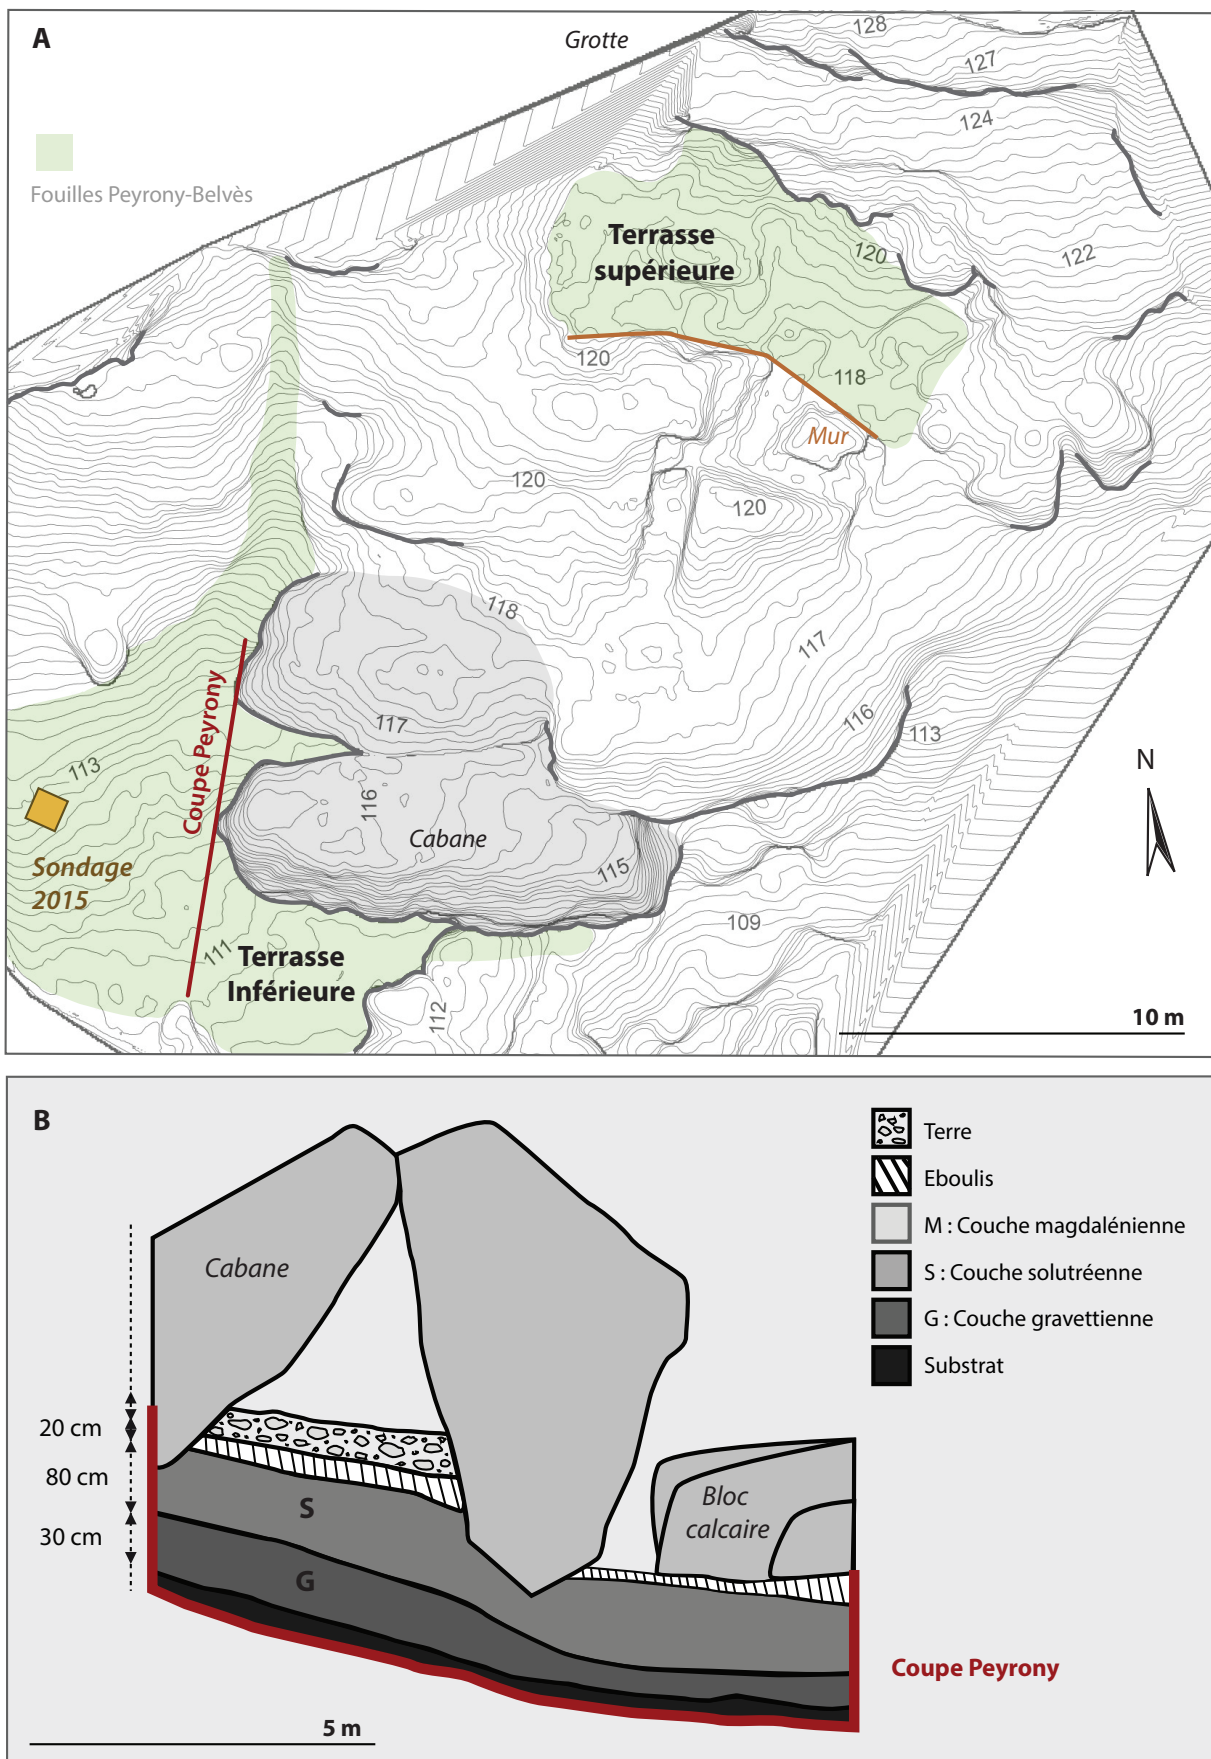 A
Grotte
128
127
124
Fouilles Peyrony-Belvès
Terrasse
supérieure
120
122
120
118
Mur
120
120
118
117
116
113
117
Coupe Peyrony
113
116
Cabane
115
N
Sondage
2015
109
111
Terrasse
Inférieure
112
10 m
B
Terre
Eboulis
M : Couche magdalénienne
S : Couche solutréenne
G : Couche gravettienne
Substrat
Cabane
20 cm
80 cm
30 cm
S
G
Bloc
calcaire
Coupe Peyrony
5 m